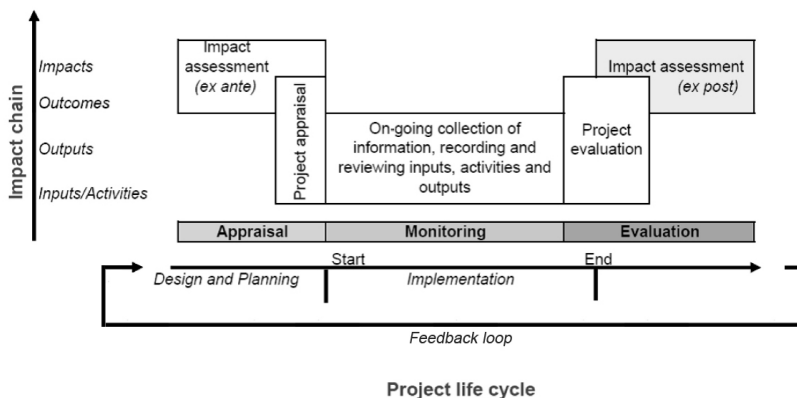 Impact chain
Impacts
Outcomes
Outputs
Inputs/Activities
Impact
assessment
(ex ante)
Project appraisal
On-going collection of
information, recording and
reviewing inputs, activities and
outputs
Project
evaluation
Impact assessment
(ex post)
Appraisal
Monitoring
Evaluation
Start
End
Design and Planning
Implementation
Feedback loop
Project life cycle